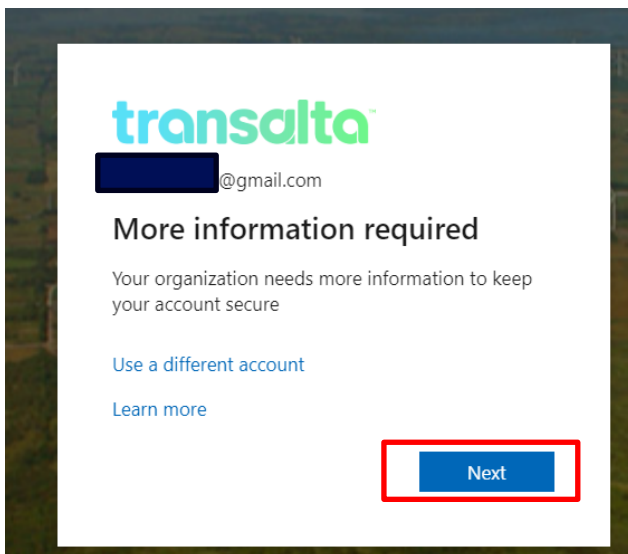 transalta™
@gmail.com
More information required
Your organization needs more information to keep
your account secure
Use a different account
Learn more
Next